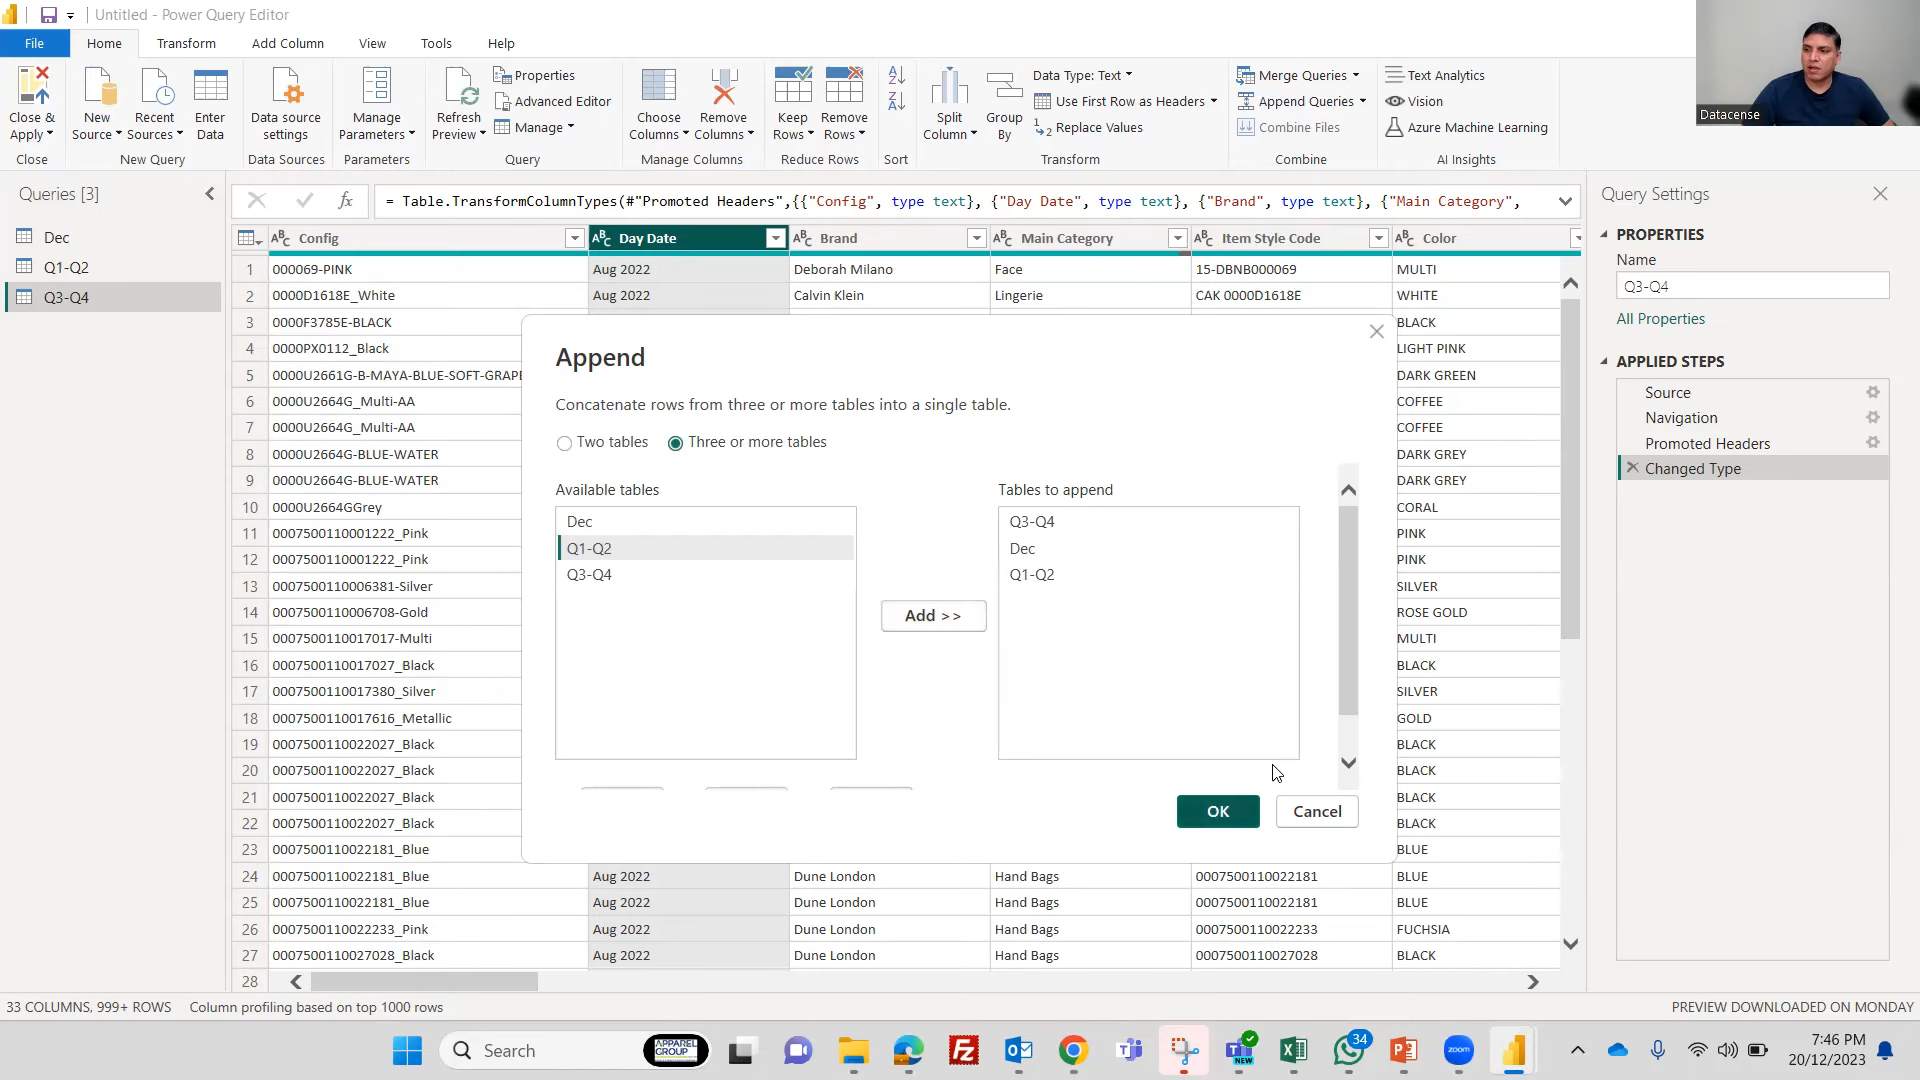 Untitled - Power Query Editor
File Home Transform Add Column View Tools Help
Close & Apply
New Source
Recent Sources
Enter Data
Data source settings
Manage Parameters
Refresh Preview
Properties
Advanced Editor
Manage
Choose Columns
Remove Columns
Keep Rows
Remove Rows
Split Column
Group By
Data Type: Text
Use First Row as Headers
Replace Values
Merge Queries
Append Queries
Combine Files
Text Analytics
Vision
Azure Machine Learning
Close New Query Data Sources Parameters Query Manage Columns Reduce Rows Sort Transform Combine AI Insights
Datacense
Queries [3]
Dec
Q1-Q2
Q3-Q4
fx = Table.TransformColumnTypes(#"Promoted Headers",{{"Config", type text}, {"Day Date", type text}, {"Brand", type text}, {"Main Category",
Config Day Date Brand Main Category Item Style Code Color
1 000069-PINK Aug 2022 Deborah Milano Face 15-DBNB000069 MULTI
2 0000D1618E_White Aug 2022 Calvin Klein Lingerie CAK 0000D1618E WHITE
3 0000F3785E-BLACK BLACK
4 0000PX0112_Black LIGHT PINK
5 0000U2661G-B-MAYA-BLUE-SOFT-GRAPE DARK GREEN
6 0000U2664G_Multi-AA COFFEE
7 0000U2664G_Multi-AA COFFEE
8 0000U2664G-BLUE-WATER DARK GREY
9 0000U2664G-BLUE-WATER DARK GREY
10 0000U2664GGrey CORAL
11 0007500110001222_Pink PINK
12 0007500110001222_Pink PINK
13 0007500110006381-Silver SILVER
14 0007500110006708-Gold ROSE GOLD
15 0007500110017017-Multi MULTI
16 0007500110017027_Black BLACK
17 0007500110017380_Silver SILVER
18 0007500110017616_Metallic GOLD
19 0007500110022027_Black BLACK
20 0007500110022027_Black BLACK
21 0007500110022027_Black BLACK
22 0007500110022027_Black BLACK
23 0007500110022181_Blue BLUE
24 0007500110022181_Blue Aug 2022 Dune London Hand Bags 0007500110022181 BLUE
25 0007500110022181_Blue Aug 2022 Dune London Hand Bags 0007500110022181 BLUE
26 0007500110022233_Pink Aug 2022 Dune London Hand Bags 0007500110022233 FUCHSIA
27 0007500110027028_Black Aug 2022 Dune London Hand Bags 0007500110027028 BLACK
28
Append
Concatenate rows from three or more tables into a single table.
Two tables Three or more tables
Available tables
Dec
Q1-Q2
Q3-Q4
Add >>
Tables to append
Q3-Q4
Dec
Q1-Q2
OK Cancel
Query Settings
PROPERTIES
Name
Q3-Q4
All Properties
APPLIED STEPS
Source
Navigation
Promoted Headers
Changed Type
33 COLUMNS, 999+ ROWS Column profiling based on top 1000 rows
PREVIEW DOWNLOADED ON MONDAY
Search
APPAREL GROUP
NEW
34
zoom
7:46 PM
20/12/2023